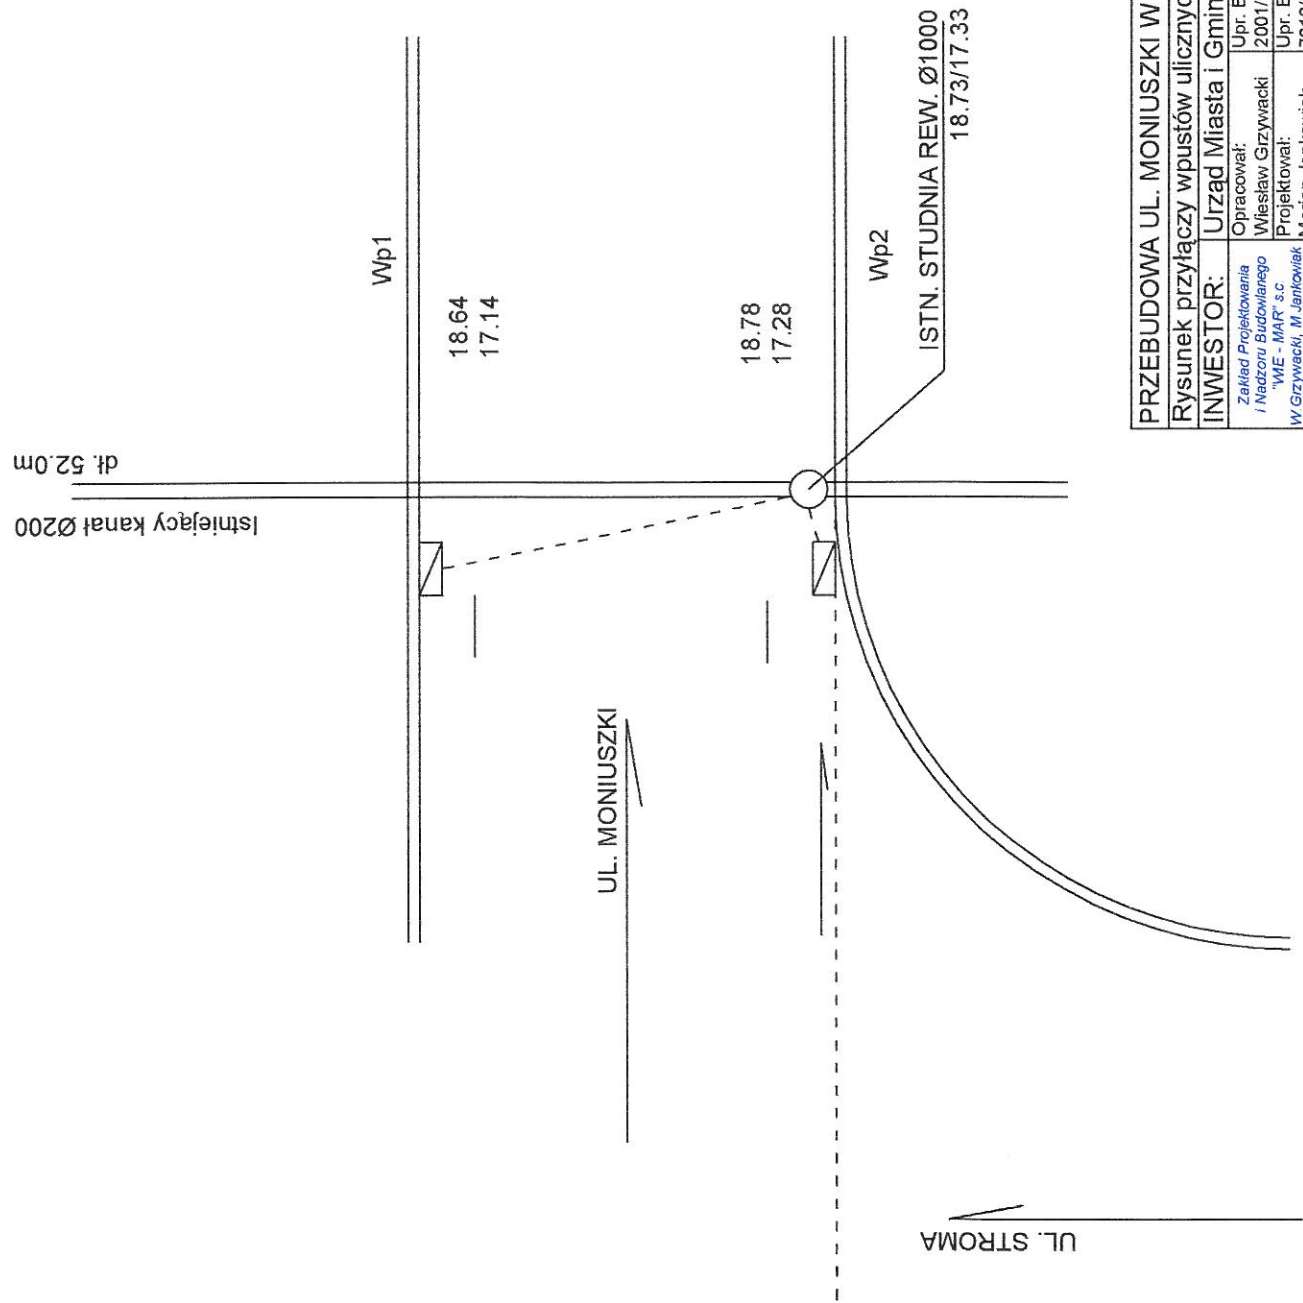 dł. 52.0m
Istniejący kanał Ø200
Wp1
18.64
17.14
18.78
17.28
Wp2
ISTN. STUDNIA REW. Ø1000
18.73/17.33
UL. MONIUSZKI
UL. STROMA
PRZEBUDOWA UL. MONIUSZKI W
Rysunek przyłączy wpustów ulicznyc
INWESTOR: Urząd Miasta i Gmin
Zakład Projektowania
i Nadzoru Budowlanego
"WIE - MAR" s.c.
W Grzywacki, M Jankowiak
Opracował: Upr. B
Wiesław Grzywacki 2001/
Projektował: Upr. B